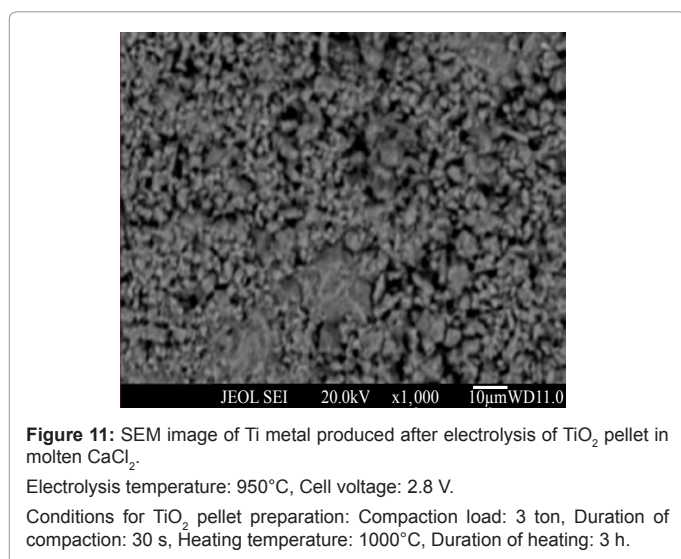 JEOL SEI 20.0kV x1,000 10μm WD11.0
Figure 11: SEM image of Ti metal produced after electrolysis of TiO₂ pellet in
molten CaCl₂.
Electrolysis temperature: 950°C, Cell voltage: 2.8 V.
Conditions for TiO₂ pellet preparation: Compaction load: 3 ton, Duration of
compaction: 30 s, Heating temperature: 1000°C, Duration of heating: 3 h.